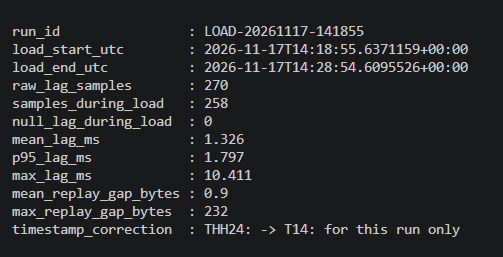 run_id : LOAD-20261117-141855
load_start_utc : 2026-11-17T14:18:55.6371159+00:00
load_end_utc : 2026-11-17T14:28:54.6095526+00:00
raw_lag_samples : 270
samples_during_load : 258
null_lag_during_load : 0
mean_lag_ms : 1.326
p95_lag_ms : 1.797
max_lag_ms : 10.411
mean_replay_gap_bytes : 0.9
max_replay_gap_bytes : 232
timestamp_correction : THH24: -> T14: for this run only